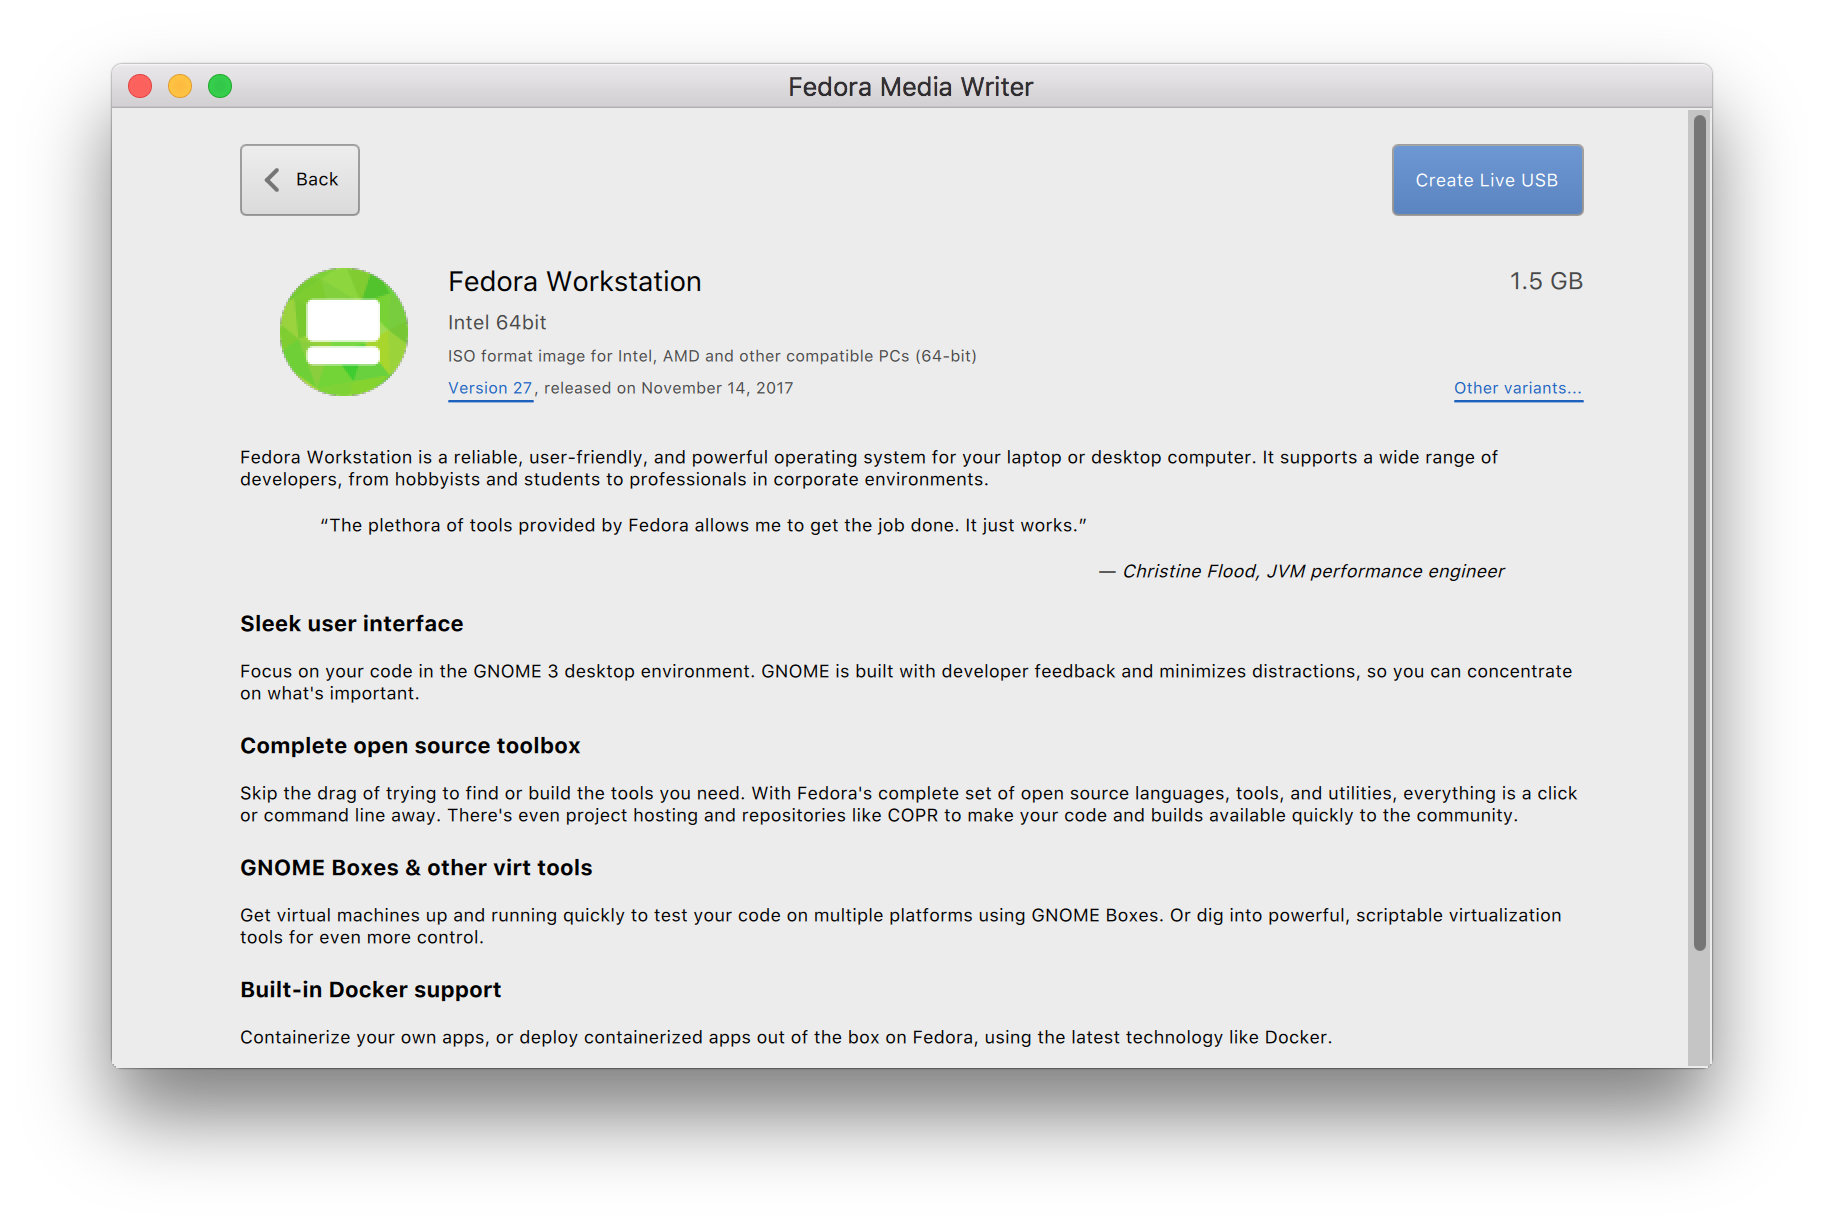 Fedora Media Writer
Back
Create Live USB
Fedora Workstation
1.5 GB
Intel 64bit
ISO format image for Intel, AMD and other compatible PCs (64-bit)
Version 27, released on November 14, 2017
Other variants...
Fedora Workstation is a reliable, user-friendly, and powerful operating system for your laptop or desktop computer. It supports a wide range of
developers, from hobbyists and students to professionals in corporate environments.
“The plethora of tools provided by Fedora allows me to get the job done. It just works.”
— Christine Flood, JVM performance engineer
Sleek user interface
Focus on your code in the GNOME 3 desktop environment. GNOME is built with developer feedback and minimizes distractions, so you can concentrate
on what's important.
Complete open source toolbox
Skip the drag of trying to find or build the tools you need. With Fedora's complete set of open source languages, tools, and utilities, everything is a click
or command line away. There's even project hosting and repositories like COPR to make your code and builds available quickly to the community.
GNOME Boxes & other virt tools
Get virtual machines up and running quickly to test your code on multiple platforms using GNOME Boxes. Or dig into powerful, scriptable virtualization
tools for even more control.
Built-in Docker support
Containerize your own apps, or deploy containerized apps out of the box on Fedora, using the latest technology like Docker.